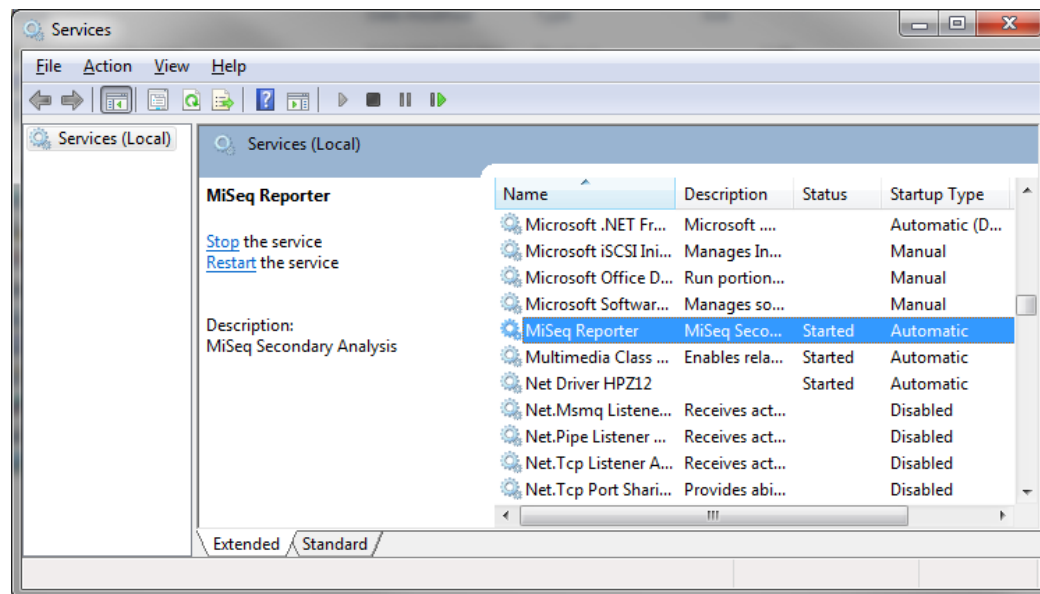 Services
File Action View Help
Services (Local)
Services (Local)
MiSeq Reporter
Stop the service
Restart the service
Description:
MiSeq Secondary Analysis
Name Description Status Startup Type
Microsoft .NET Fr... Microsoft .... Automatic (D...
Microsoft iSCSI Ini... Manages In... Manual
Microsoft Office D... Run portion... Manual
Microsoft Softwar... Manages so... Manual
MiSeq Reporter MiSeq Seco... Started Automatic
Multimedia Class ... Enables rela... Started Automatic
Net Driver HPZ12 Started Automatic
Net.Msmq Listene... Receives act... Disabled
Net.Pipe Listener ... Receives act... Disabled
Net.Tcp Listener A... Receives act... Disabled
Net.Tcp Port Shari... Provides abi... Disabled
Extended Standard